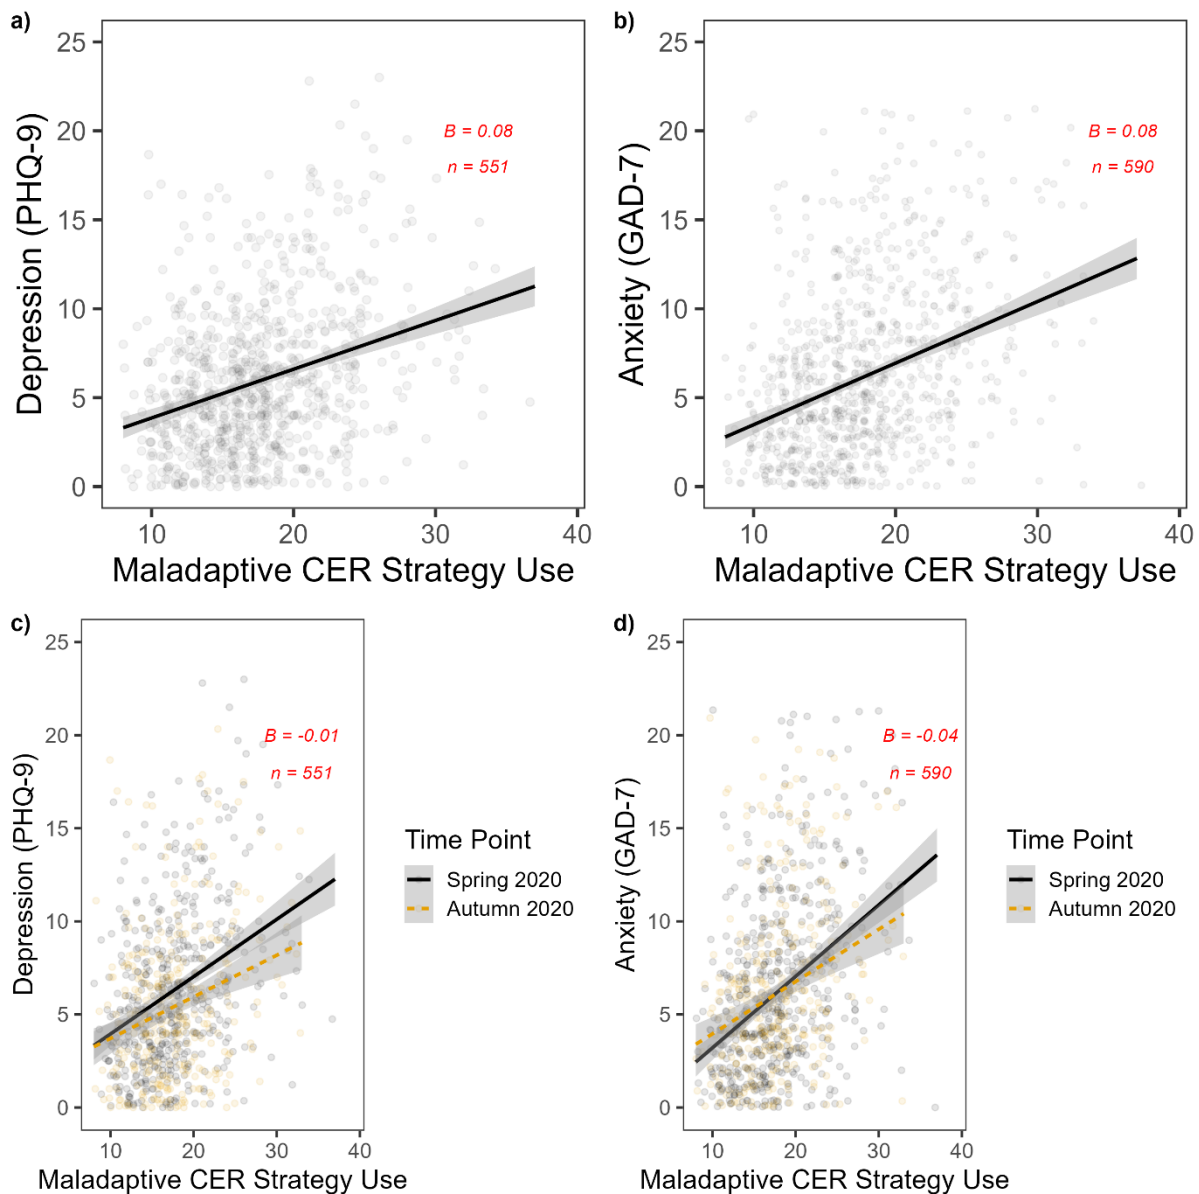 a)
25
20
15
10
5
0
Depression (PHQ-9)
B = 0.08
n = 551
10 20 30 40
Maladaptive CER Strategy Use
b)
25
20
15
10
5
0
Anxiety (GAD-7)
B = 0.08
n = 590
10 20 30 40
Maladaptive CER Strategy Use
c)
25
20
15
10
5
0
Depression (PHQ-9)
B = -0.01
n = 551
10 20 30 40
Maladaptive CER Strategy Use
Time Point
Spring 2020
Autumn 2020
d)
25
20
15
10
5
0
Anxiety (GAD-7)
B = -0.04
n = 590
10 20 30 40
Maladaptive CER Strategy Use
Time Point
Spring 2020
Autumn 2020